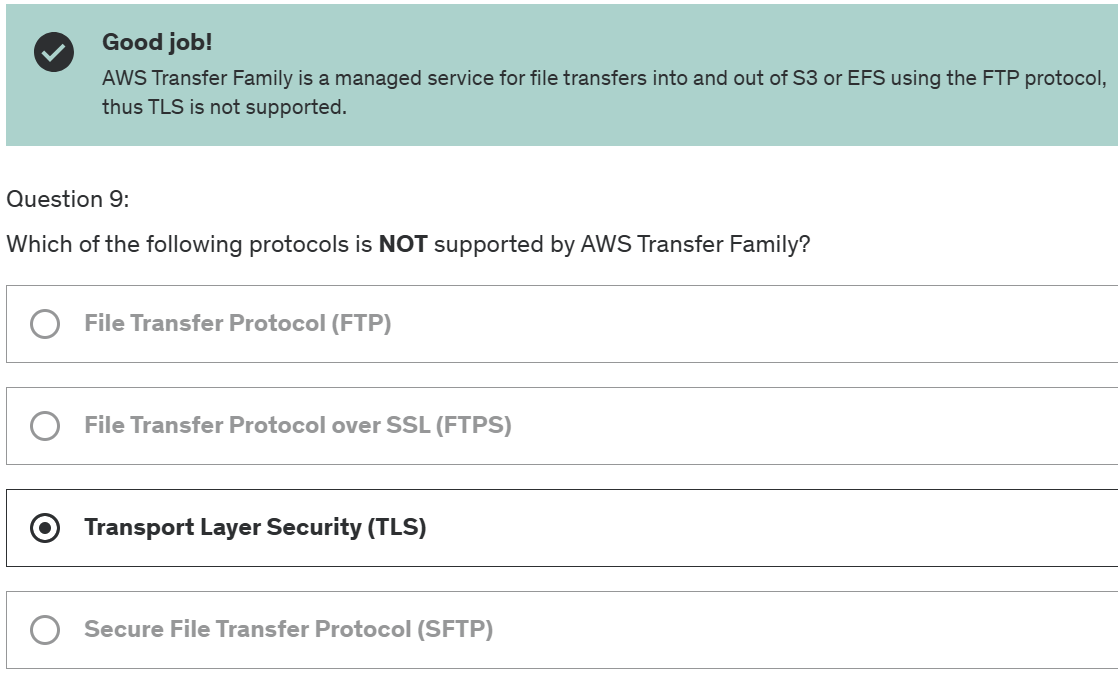 Good job!
AWS Transfer Family is a managed service for file transfers into and out of S3 or EFS using the FTP protocol,
thus TLS is not supported.
Question 9:
Which of the following protocols is NOT supported by AWS Transfer Family?
File Transfer Protocol (FTP)
File Transfer Protocol over SSL (FTPS)
Transport Layer Security (TLS)
Secure File Transfer Protocol (SFTP)